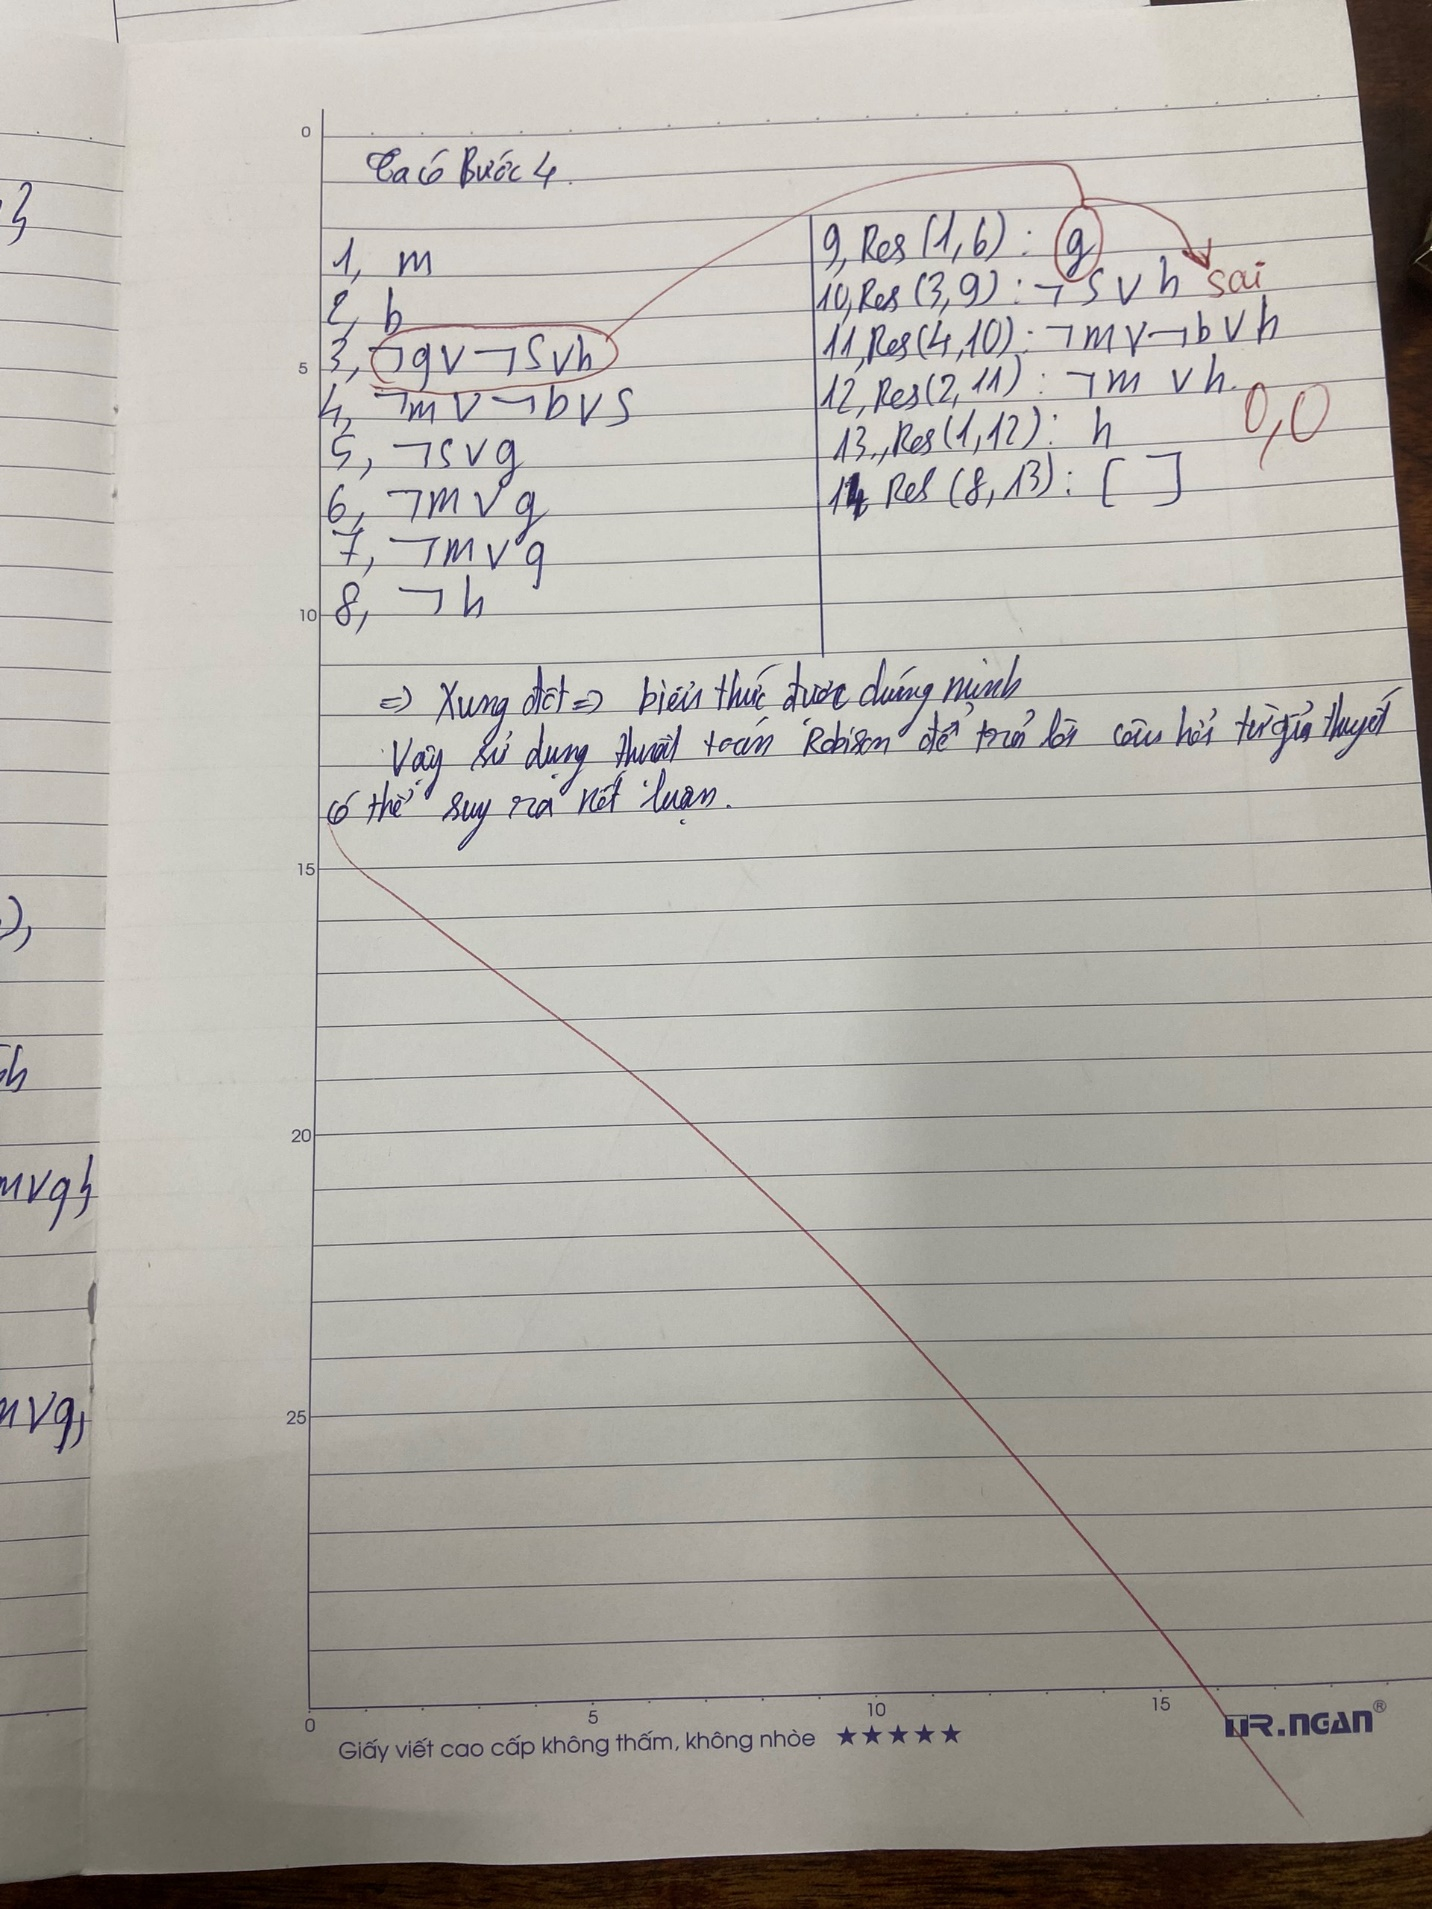 Ta có Bước 4.
1, m
2, b
3, ¬g v ¬s v h
4, ¬m v ¬b v s
5, ¬s v g
6, ¬m v g
7, ¬m v g
8, ¬h
9, Res (1,6) : g
10, Res (3,9) : ¬s v h sai
11, Res (4,10) : ¬m v ¬b v h
12, Res (2,11) : ¬m v h.
0,0
13., Res (1,12) : h
14 Res (8,13) : [ ]
=> Xung đột => biểu thức được chứng minh
Vậy sử dụng thuật toán Robison để trả lời câu hỏi từ giả thuyết
có thể suy ra kết luận.
0
5
10
15
20
25
0 5 10 15
Giấy viết cao cấp không thấm, không nhòe ★★★★★
TR.NGAN®
m v g}
m v g,